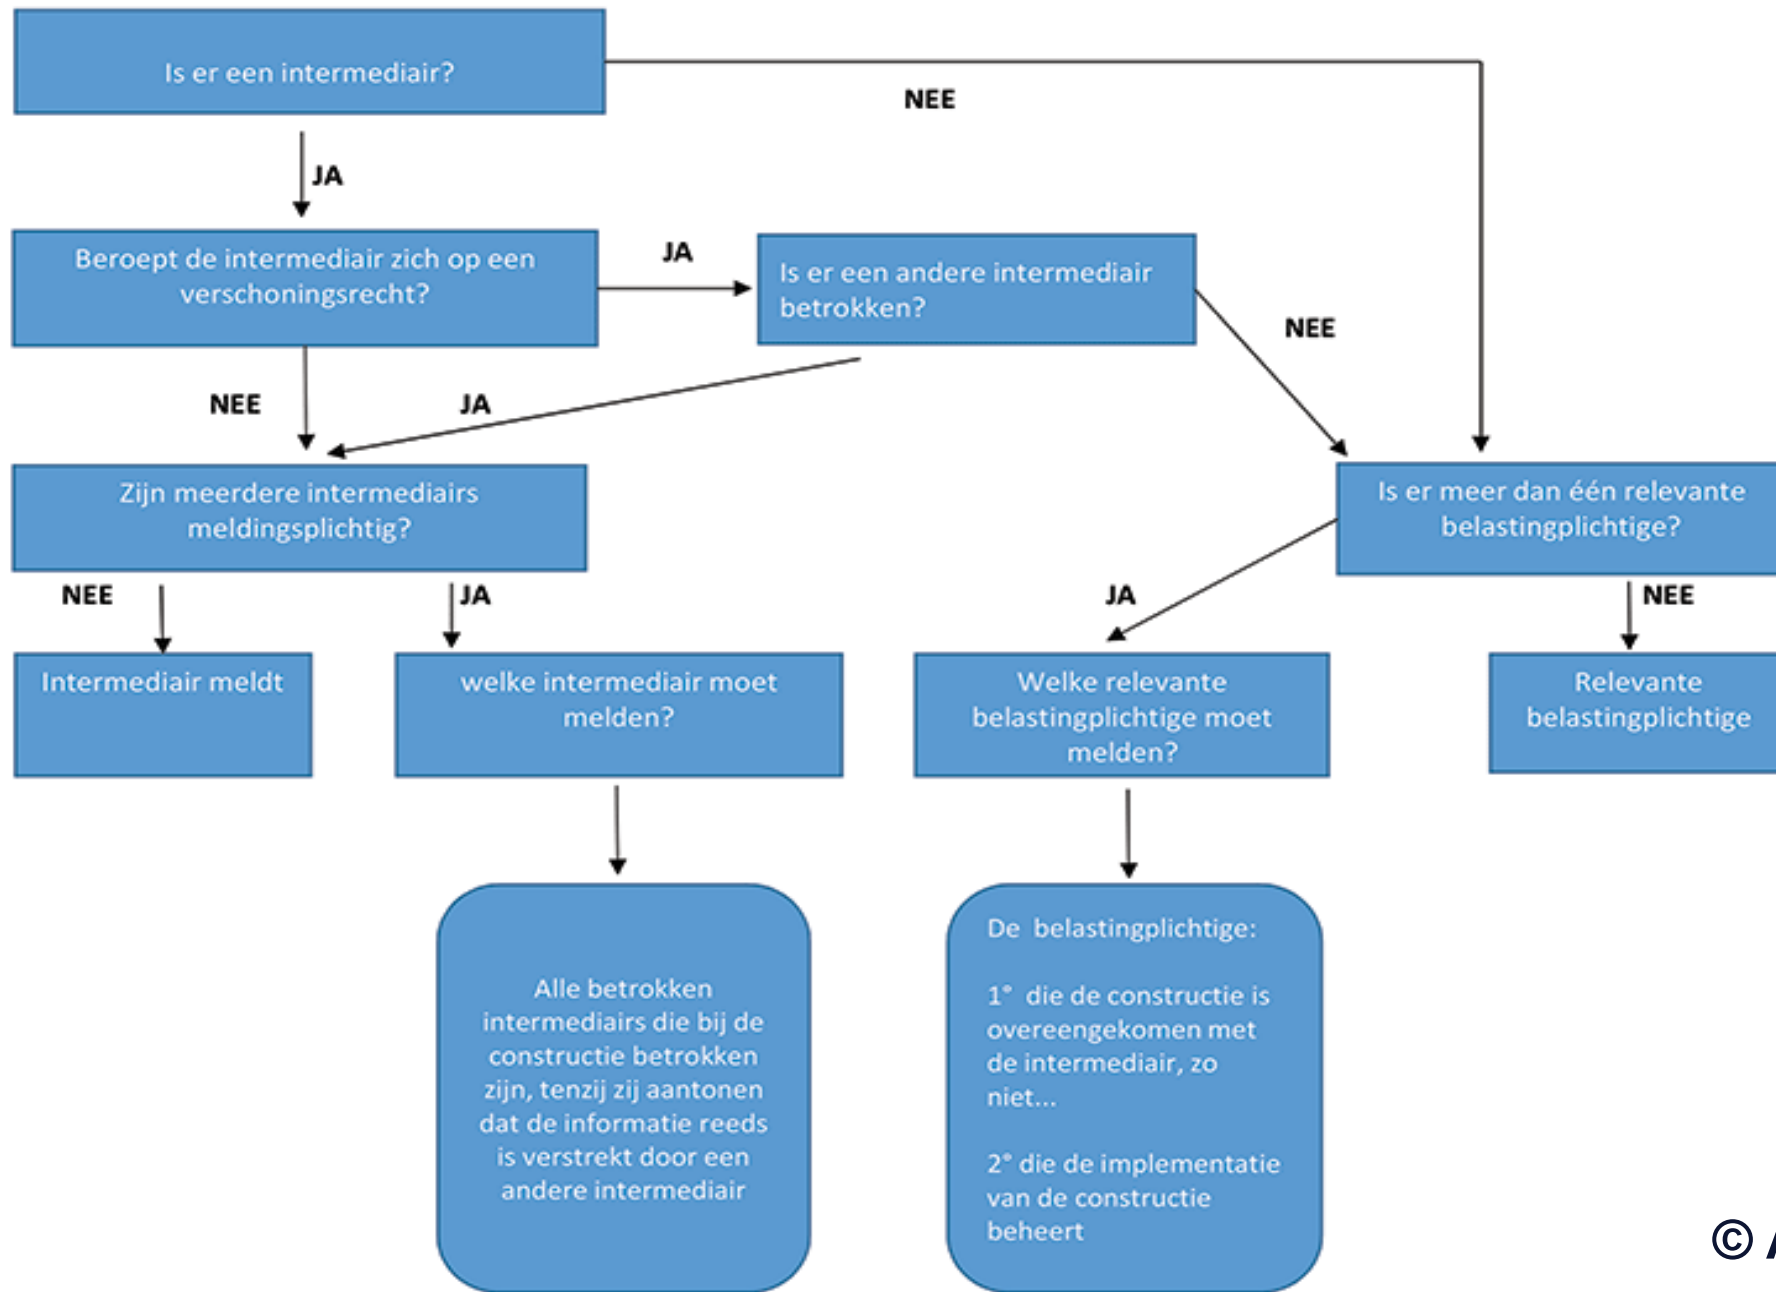 Is er een intermediair?
NEE
JA
Beroept de intermediair zich op een
verschoningsrecht?
JA
Is er een andere intermediair
betrokken?
NEE
NEE
JA
Zijn meerdere intermediairs
meldingsplichtig?
Is er meer dan één relevante
belastingplichtige?
NEE
JA
JA
NEE
Intermediair meldt
welke intermediair moet
melden?
Welke relevante
belastingplichtige moet
melden?
Relevante
belastingplichtige
Alle betrokken
intermediairs die bij de
constructie betrokken
zijn, tenzij zij aantonen
dat de informatie reeds
is verstrekt door een
andere intermediair
De belastingplichtige:
1° die de constructie is
overeengekomen met
de intermediair, zo
niet...
2° die de implementatie
van de constructie
beheert
© A